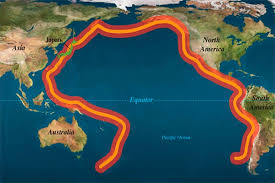 Asia
Japan
North
America
Equator
South
America
Australia
Pacific Ocean